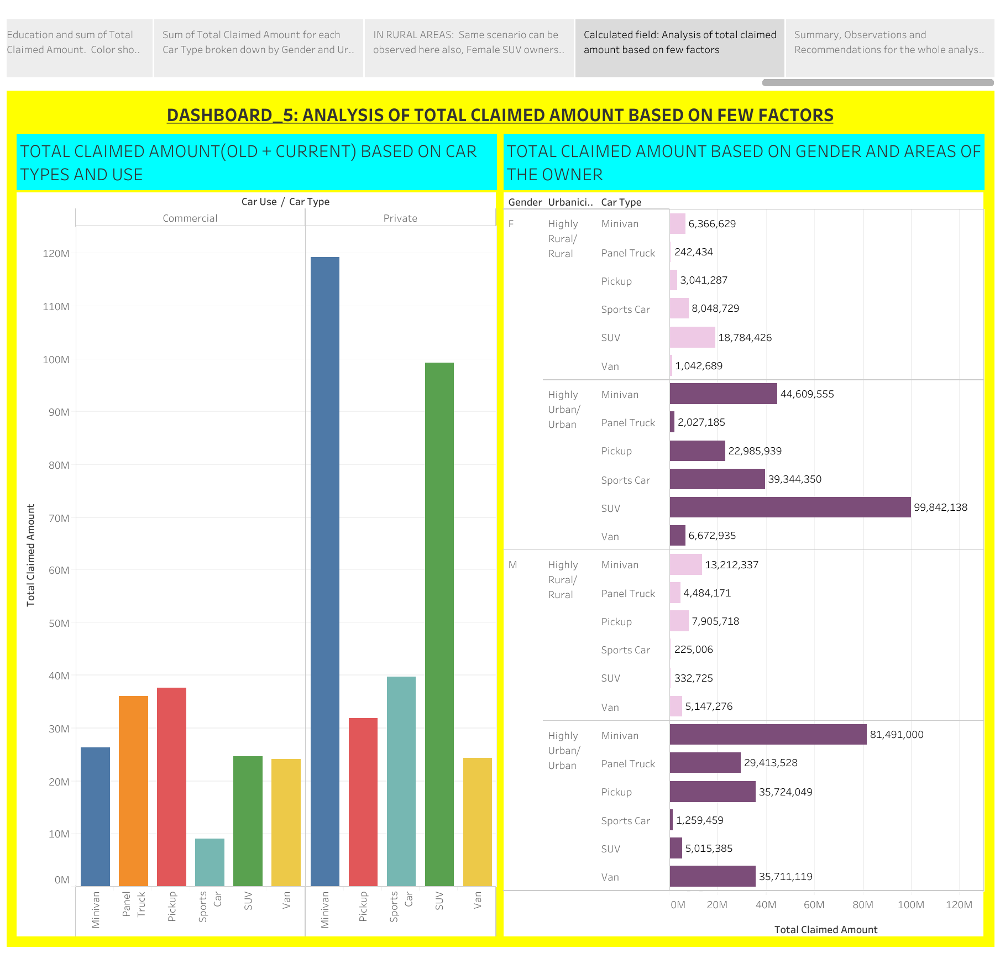 Education and sum of Total
Claimed Amount.  Color sho..
Sum of Total Claimed Amount for each
Car Type broken down by Gender and Ur..
IN RURAL AREAS:  Same scenario can be
observed here also, Female SUV owners..
Calculated field: Analysis of total claimed
amount based on few factors
Summary, Observations and
Recommendations for the whole analys..
DASHBOARD_5: ANALYSIS OF TOTAL CLAIMED AMOUNT BASED ON FEW FACTORS
TOTAL CLAIMED AMOUNT(OLD + CURRENT) BASED ON CAR
TYPES AND USE
Car Use / Car Type
Commercial
Private
120M
110M
100M
90M
80M
70M
60M
50M
40M
30M
20M
10M
0M
Total Claimed Amount
Minivan
Panel
Truck
Pickup
Sports
Car
SUV
Van
Minivan
Pickup
Sports
Car
SUV
Van
TOTAL CLAIMED AMOUNT BASED ON GENDER AND AREAS OF
THE OWNER
Gender Urbanici.. Car Type
F
Highly
Rural/
Rural
Minivan 6,366,629
Panel Truck 242,434
Pickup 3,041,287
Sports Car 8,048,729
SUV 18,784,426
Van 1,042,689
Highly
Urban/
Urban
Minivan 44,609,555
Panel Truck 2,027,185
Pickup 22,985,939
Sports Car 39,344,350
SUV 99,842,138
Van 6,672,935
M
Highly
Rural/
Rural
Minivan 13,212,337
Panel Truck 4,484,171
Pickup 7,905,718
Sports Car 225,006
SUV 332,725
Van 5,147,276
Highly
Urban/
Urban
Minivan 81,491,000
Panel Truck 29,413,528
Pickup 35,724,049
Sports Car 1,259,459
SUV 5,015,385
Van 35,711,119
0M 20M 40M 60M 80M 100M 120M
Total Claimed Amount